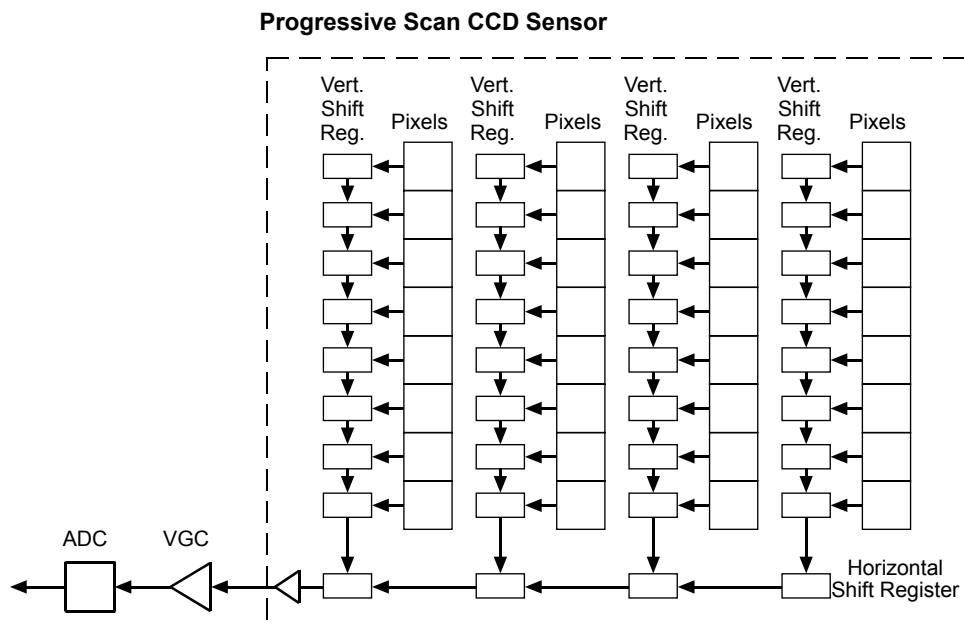 Progressive Scan CCD Sensor
Vert.
Shift
Reg.
Pixels
Vert.
Shift
Reg.
Pixels
Vert.
Shift
Reg.
Pixels
Vert.
Shift
Reg.
Pixels
ADC
VGC
Horizontal
Shift Register